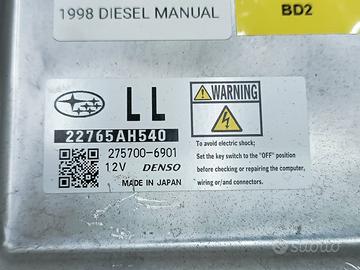 1998 DIESEL MANUAL
BD2
LL
22765AH540
275700-6901
12V DENSO
MADE IN JAPAN
WARNING
To avoid electric shock;
Set the key switch to the "OFF" position
before checking or repairing the computer,
wiring or/and connectors.
subito